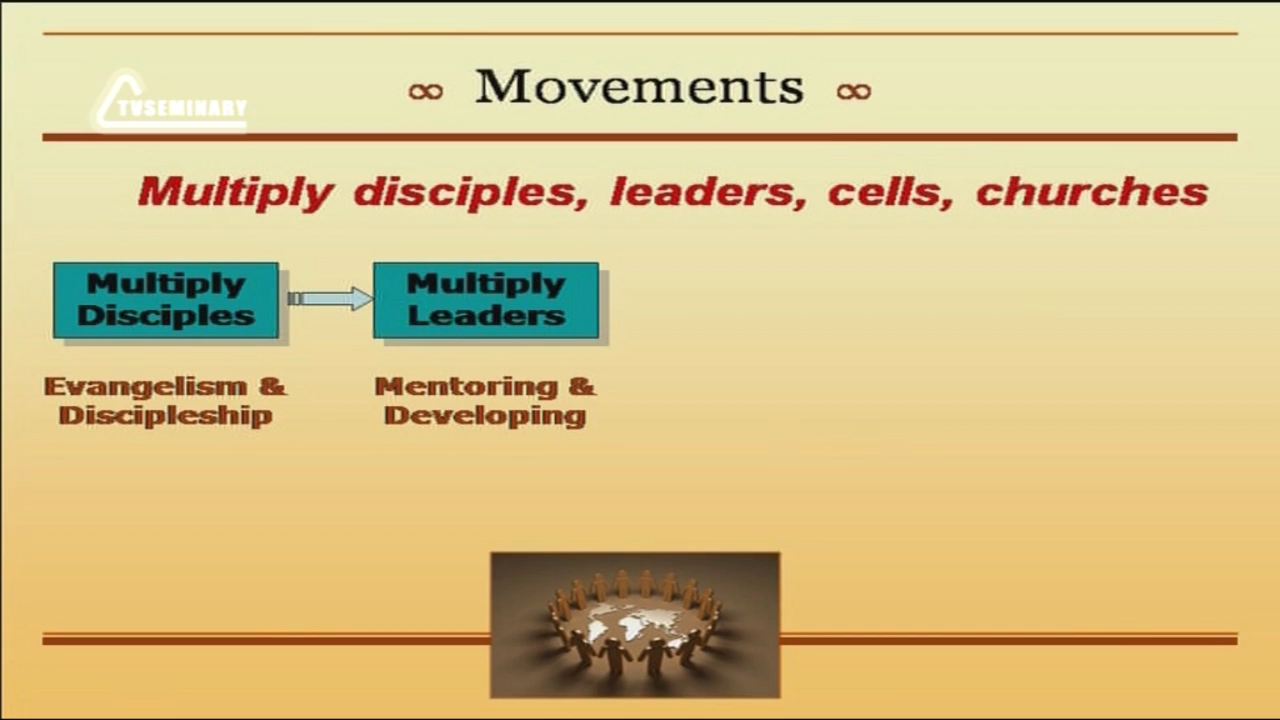 TVSEMINARY
∞ Movements ∞
Multiply disciples, leaders, cells, churches
Multiply
Disciples
Multiply
Leaders
Evangelism &
Discipleship
Mentoring &
Developing